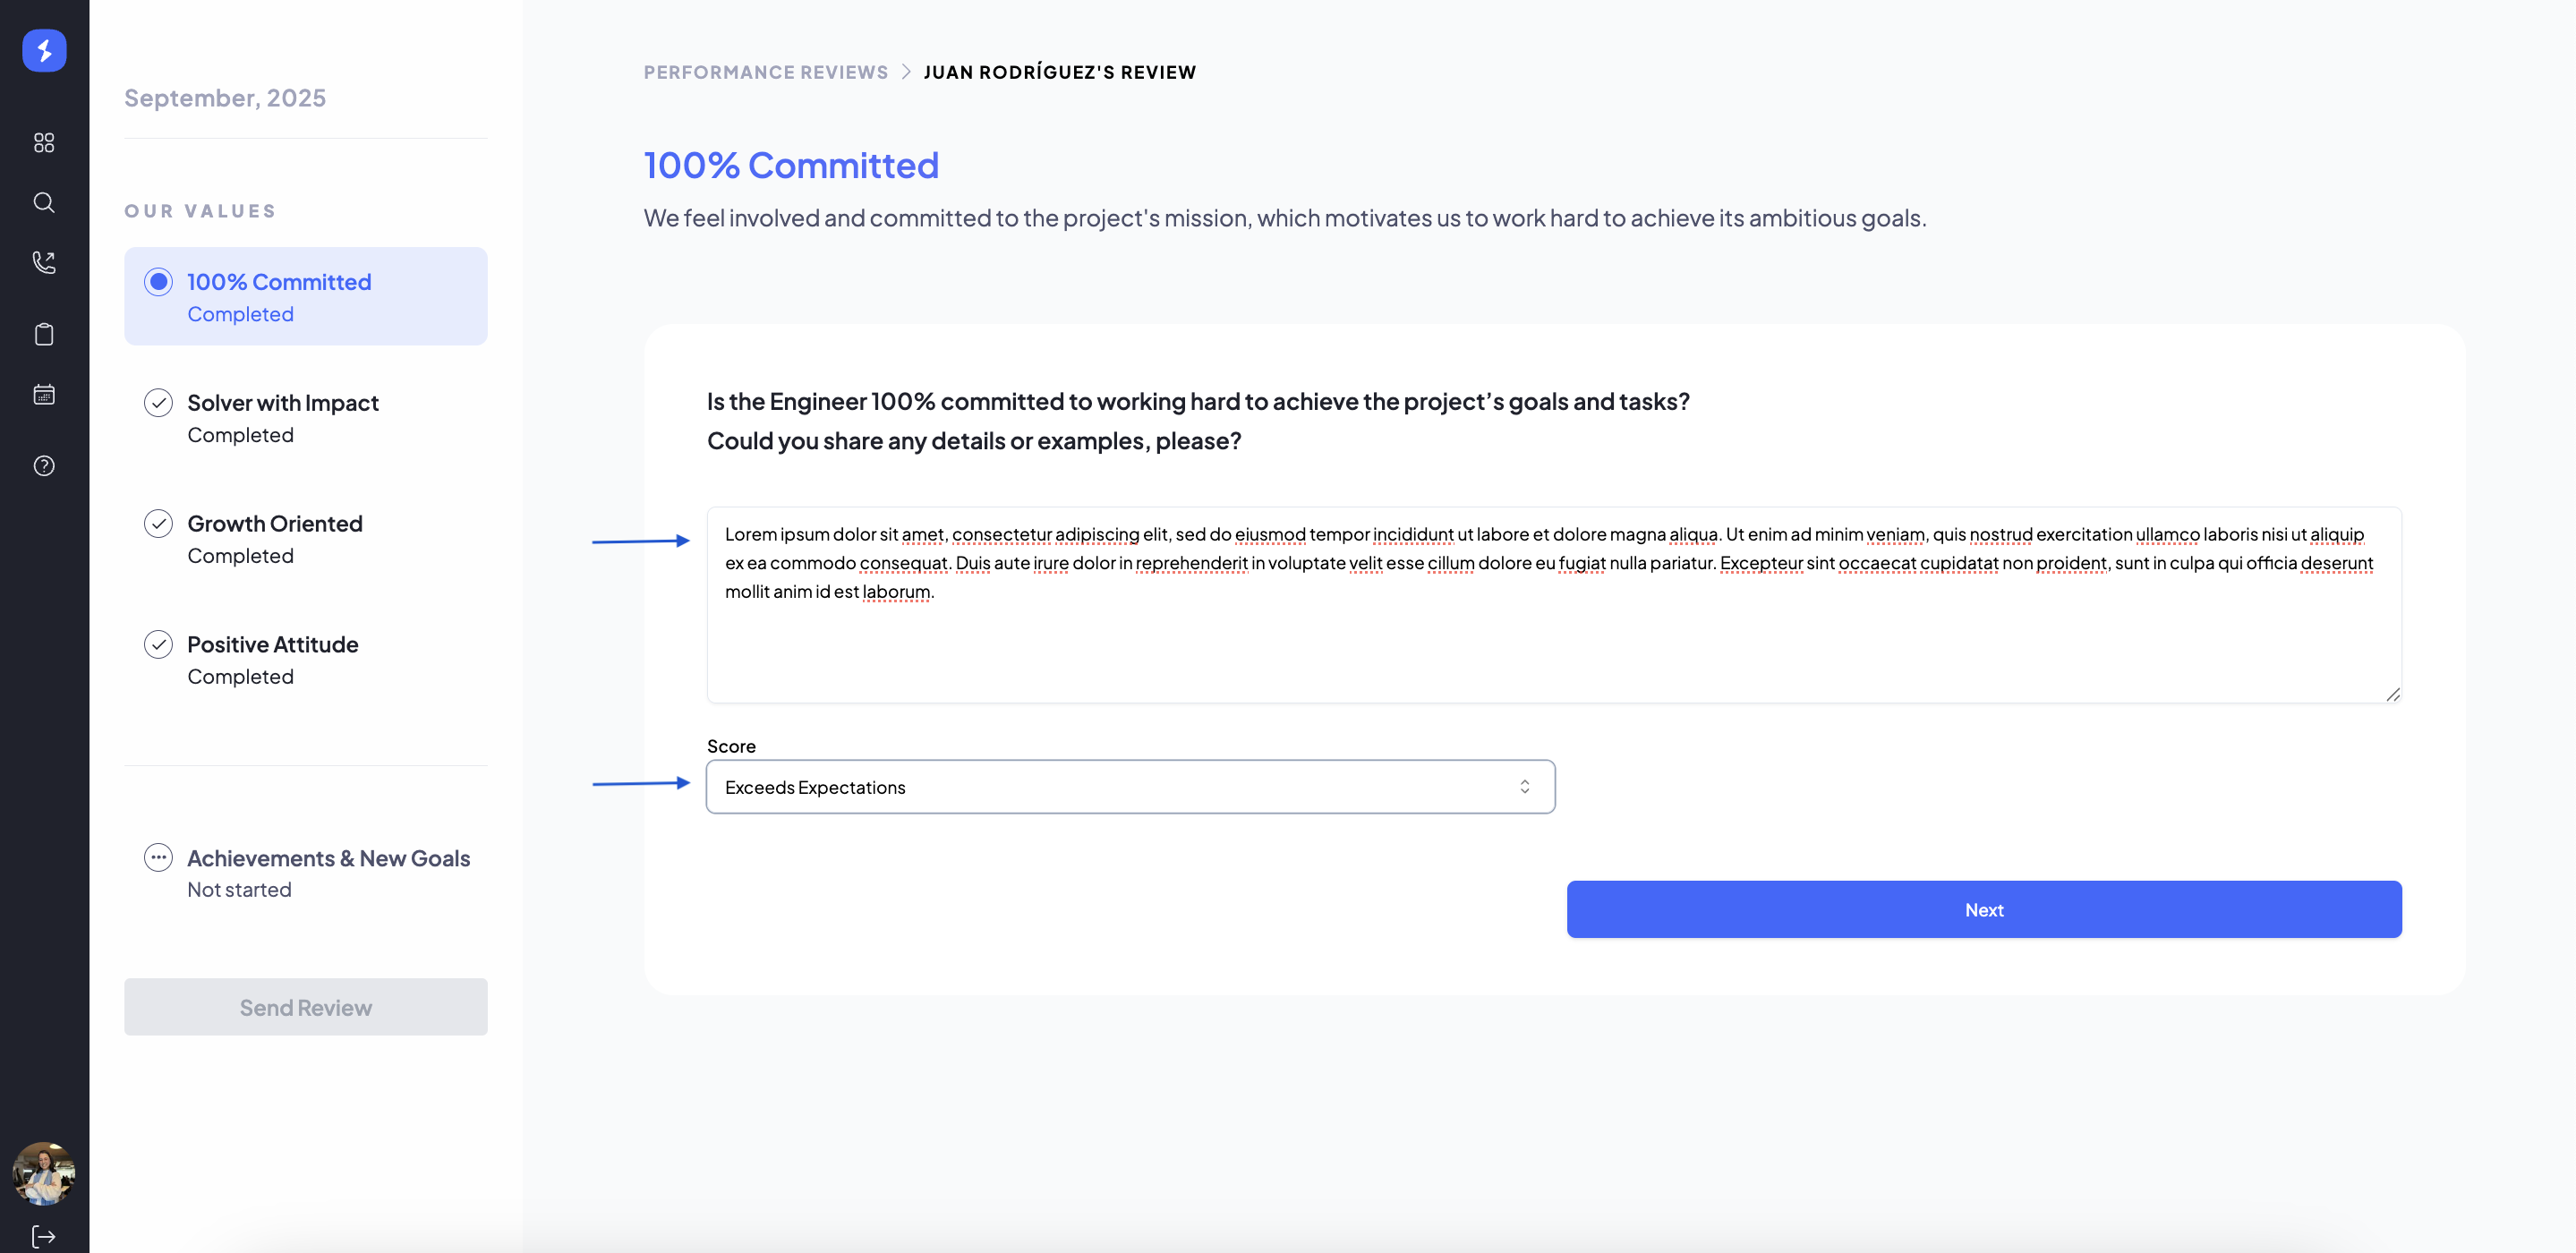 September, 2025
OUR VALUES
100% Committed
Completed
Solver with Impact
Completed
Growth Oriented
Completed
Positive Attitude
Completed
Achievements & New Goals
Not started
Send Review
PERFORMANCE REVIEWS > JUAN RODRÍGUEZ'S REVIEW
100% Committed
We feel involved and committed to the project's mission, which motivates us to work hard to achieve its ambitious goals.
Is the Engineer 100% committed to working hard to achieve the project’s goals and tasks?
Could you share any details or examples, please?
Lorem ipsum dolor sit amet, consectetur adipiscing elit, sed do eiusmod tempor incididunt ut labore et dolore magna aliqua. Ut enim ad minim veniam, quis nostrud exercitation ullamco laboris nisi ut aliquip
ex ea commodo consequat. Duis aute irure dolor in reprehenderit in voluptate velit esse cillum dolore eu fugiat nulla pariatur. Excepteur sint occaecat cupidatat non proident, sunt in culpa qui officia deserunt
mollit anim id est laborum.
Score
Exceeds Expectations
Next